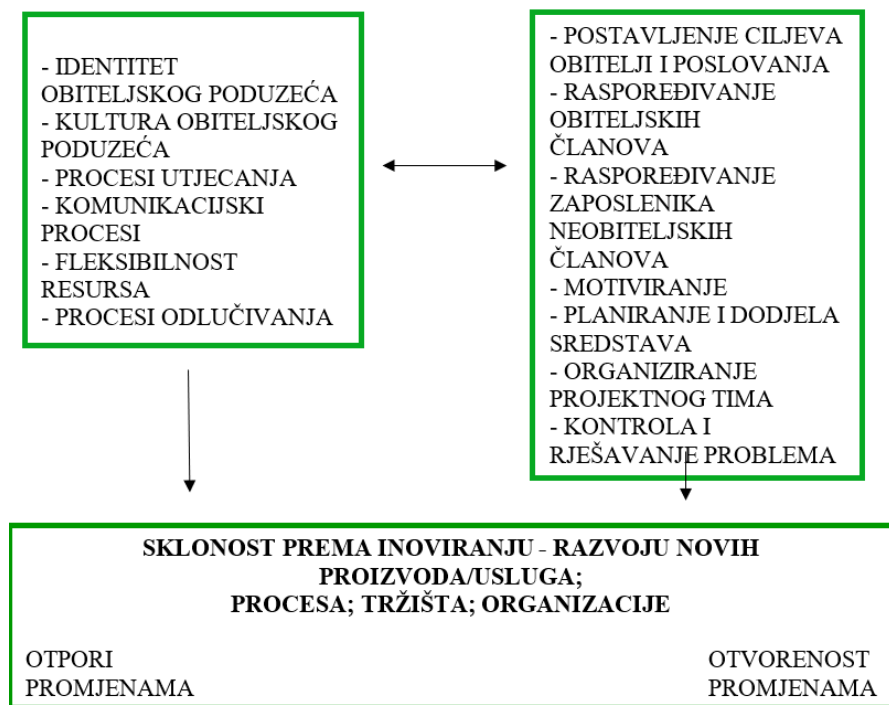 - IDENTITET
OBITELJSKOG PODUZEĆA
- KULTURA OBITELJSKOG
PODUZEĆA
- PROCESI UTJECANJA
- KOMUNIKACIJSKI
PROCESI
- FLEKSIBILNOST
RESURSA
- PROCESI ODLUČIVANJA
- POSTAVLJENJE CILJEVA
OBITELJI I POSLOVANJA
- RASPOREĐIVANJE
OBITELJSKIH
ČLANOVA
- RASPOREĐIVANJE
ZAPOSLENIKA
NEOBITELJSKIH
ČLANOVA
- MOTIVIRANJE
- PLANIRANJE I DODJELA
SREDSTAVA
- ORGANIZIRANJE
PROJEKTNOG TIMA
- KONTROLA I
RJEŠAVANJE PROBLEMA
SKLONOST PREMA INOVIRANJU - RAZVOJU NOVIH
PROIZVODA/USLUGA;
PROCESA; TRŽIŠTA; ORGANIZACIJE
OTPORI
PROMJENAMA
OTVORENOST
PROMJENAMA